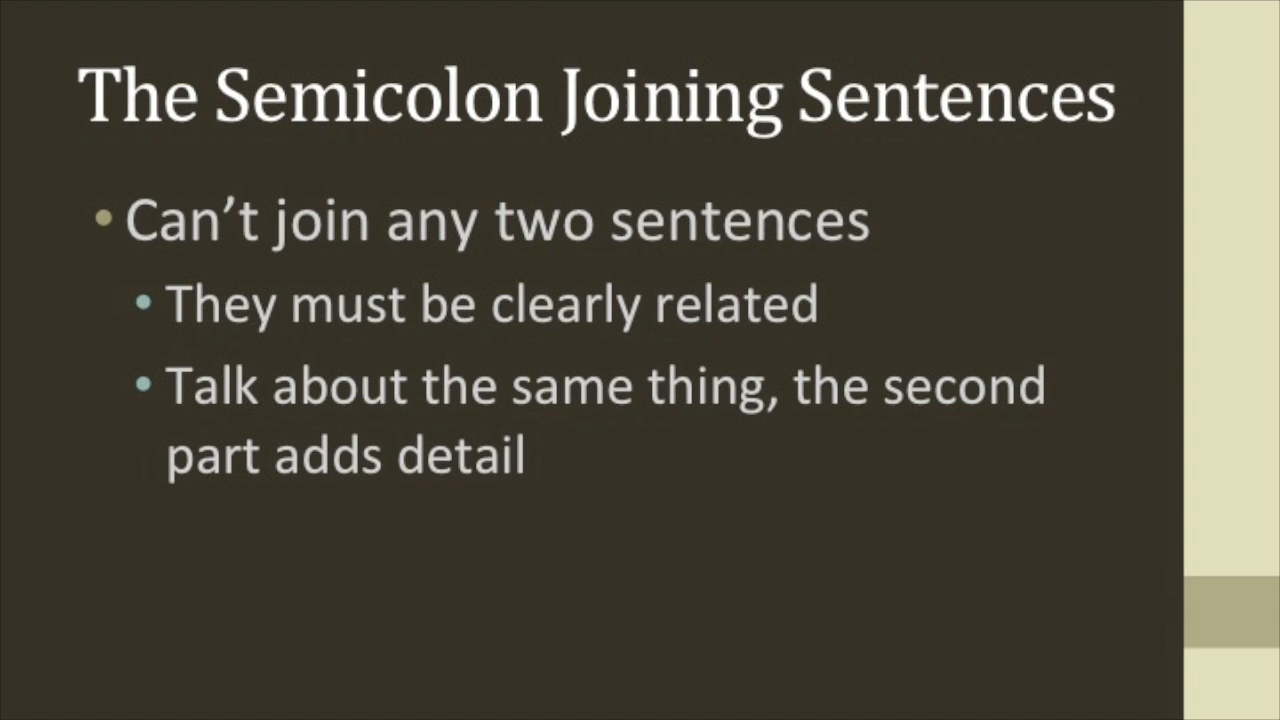 The Semicolon Joining Sentences
• Can’t join any two sentences
• They must be clearly related
• Talk about the same thing, the second
part adds detail